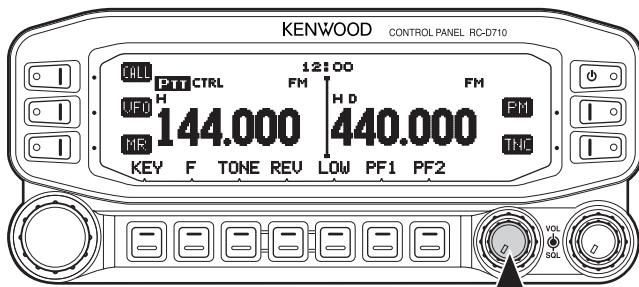 KENWOOD CONTROL PANEL RC-D710
12:00
CALL PTT CTRL FM FM
H H D
VFO 144.000 440.000 PM
MR TNC
KEY F TONE REV LOW PF1 PF2
VOL
SQL